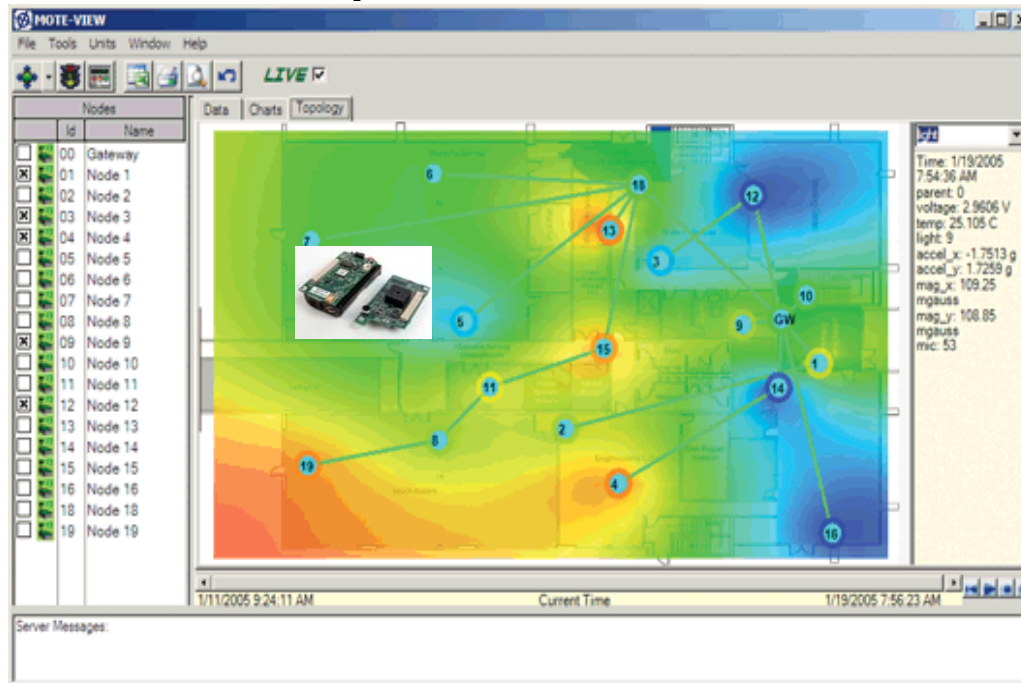 MOTE-VIEW
File Tools Units Window Help
LIVE
Nodes
Data Charts Topology
Id Name
00 Gateway
01 Node 1
02 Node 2
03 Node 3
04 Node 4
05 Node 5
06 Node 6
07 Node 7
08 Node 8
09 Node 9
10 Node 10
11 Node 11
12 Node 12
13 Node 13
14 Node 14
15 Node 15
16 Node 16
18 Node 18
19 Node 19
6
18
12
7
13
3
10
5
9
GW
15
1
11
14
2
8
19
4
16
light
Time: 1/19/2005
7:54:36 AM
parent: 0
voltage: 2.9606 V
temp: 25.105 C
light: 9
accel_x: -1.7513 g
accel_y: 1.7259 g
mag_x: 109.25
mgauss
mag_y: 108.85
mgauss
mic: 53
1/11/2005 9:24:11 AM Current Time 1/19/2005 7:56:23 AM
Server Messages: